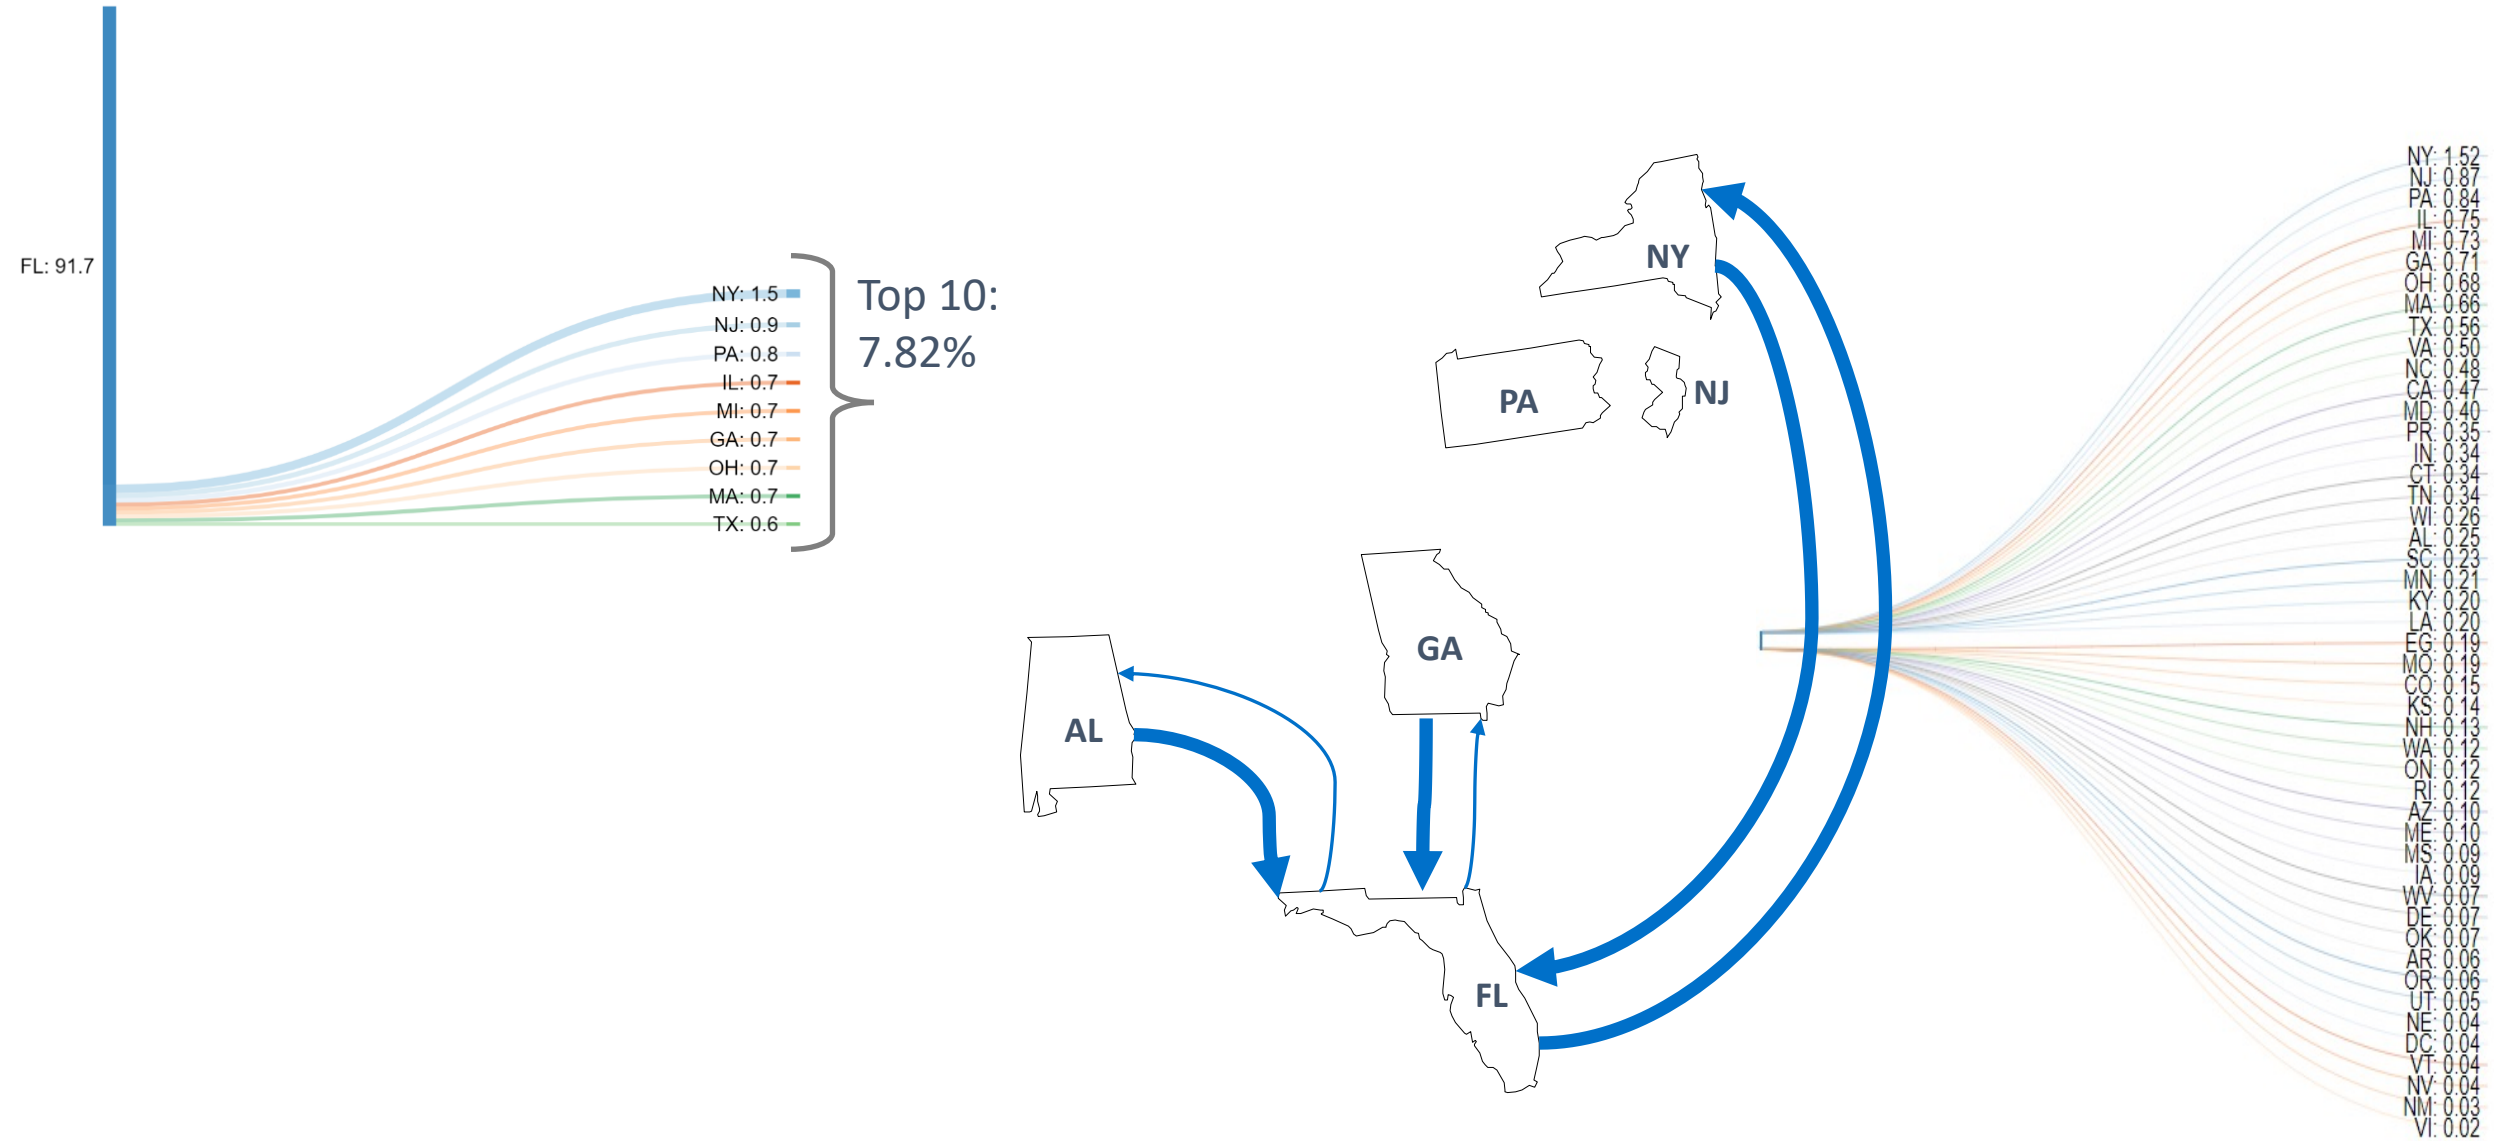 FL: 91.7
NY: 1.5
NJ: 0.9
PA: 0.8
IL: 0.7
MI: 0.7
GA: 0.7
OH: 0.7
MA: 0.7
TX: 0.6
Top 10:
7.82%
NY
PA
NJ
GA
AL
FL
NY: 1.52
NJ: 0.87
PA: 0.84
IL: 0.75
MI: 0.73
GA: 0.71
OH: 0.68
MA: 0.66
TX: 0.56
VA: 0.50
NC: 0.48
CA: 0.47
MD: 0.40
PR: 0.35
IN: 0.34
CT: 0.34
TN: 0.34
WI: 0.26
AL: 0.25
SC: 0.23
MN: 0.21
KY: 0.20
LA: 0.20
EG: 0.19
MO: 0.19
CO: 0.15
KS: 0.14
NH: 0.13
WA: 0.12
ON: 0.12
RI: 0.12
AZ: 0.10
ME: 0.10
MS: 0.09
IA: 0.09
WV: 0.07
DE: 0.07
OK: 0.07
AR: 0.06
OR: 0.06
UT: 0.05
NE: 0.04
DC: 0.04
VT: 0.04
NV: 0.04
NM: 0.03
VI: 0.02